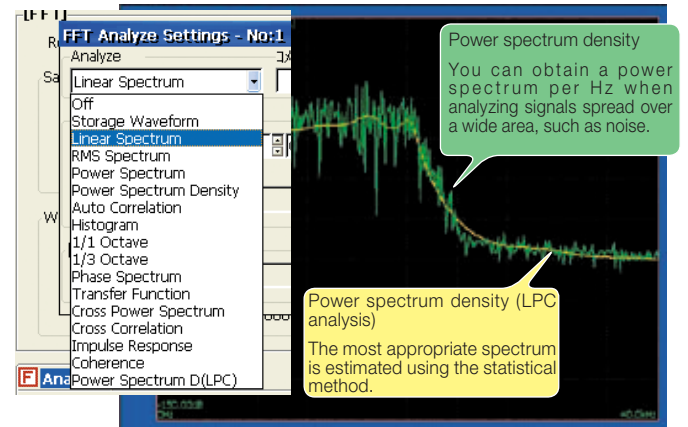 [FFT]
FFT Analyze Settings - No:1
Analyze
Sa
Linear Spectrum
Off
Storage Waveform
Linear Spectrum
RMS Spectrum
Power Spectrum
Power Spectrum Density
Auto Correlation
Histogram
1/1 Octave
1/3 Octave
Phase Spectrum
Transfer Function
Cross Power Spectrum
Cross Correlation
Impulse Response
Coherence
Power Spectrum D(LPC)
W
F Ana
Power spectrum density
You can obtain a power
spectrum per Hz when
analyzing signals spread over
a wide area, such as noise.
Power spectrum density (LPC
analysis)
The most appropriate spectrum
is estimated using the statistical
method.